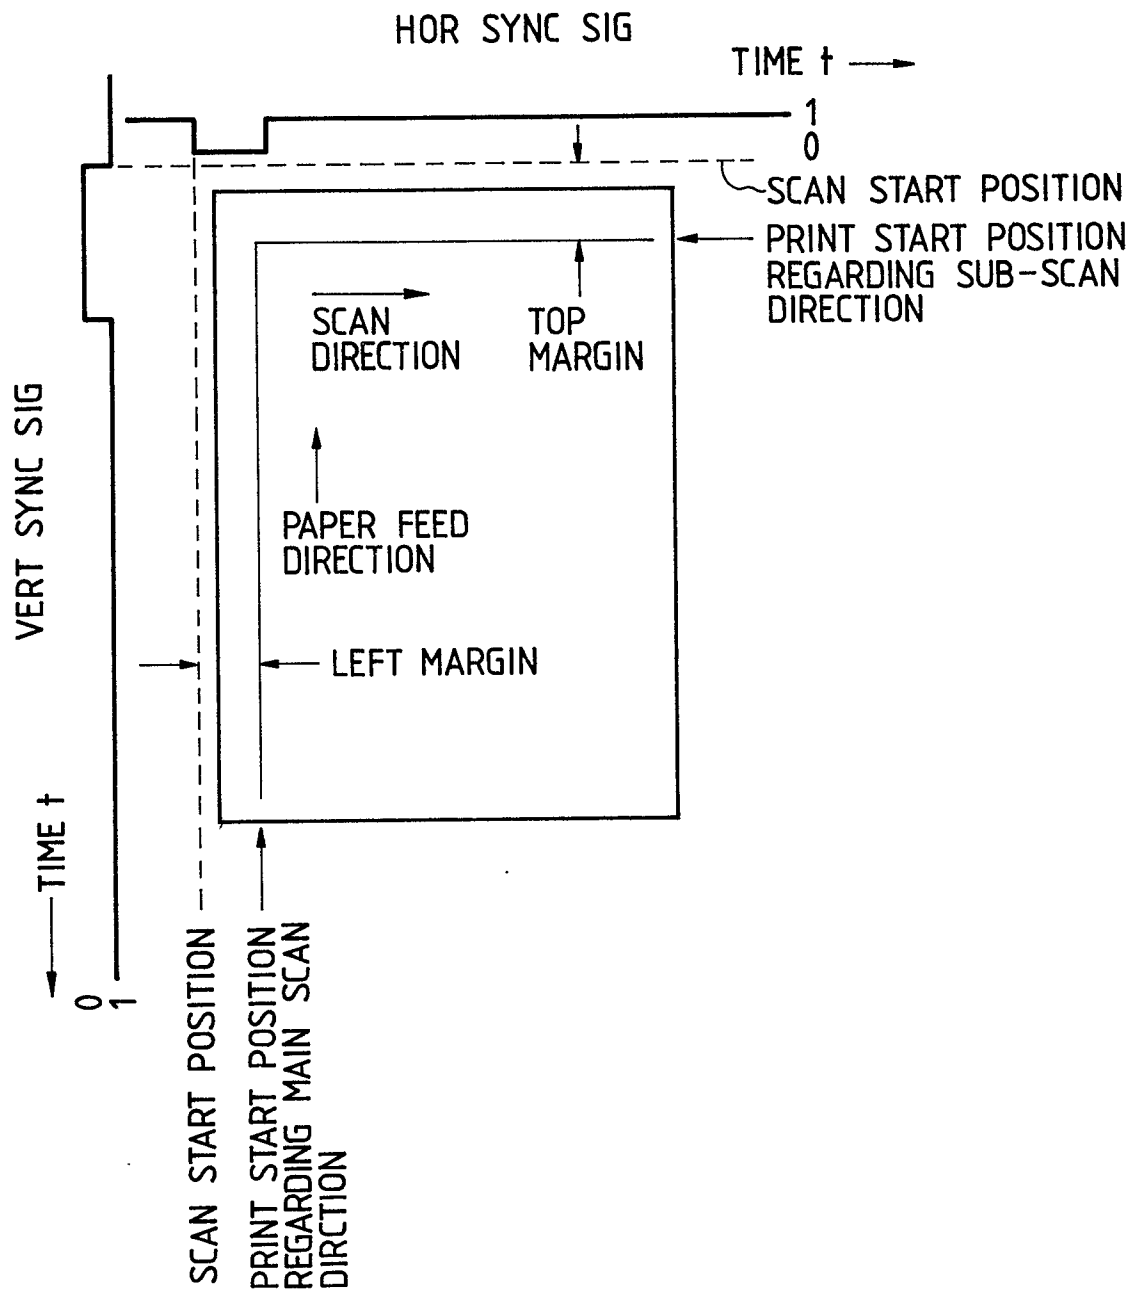 HOR SYNC SIG
TIME t
1
0
SCAN START POSITION
PRINT START POSITION
REGARDING SUB-SCAN
DIRECTION
SCAN
DIRECTION
TOP
MARGIN
VERT SYNC SIG
PAPER FEED
DIRECTION
LEFT MARGIN
TIME t
0
1
SCAN START POSITION
PRINT START POSITION
REGARDING MAIN SCAN
DIRCTION